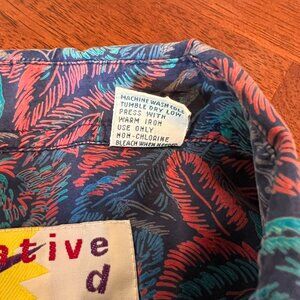 MACHINE WASH COLD
TUMBLE DRY LOW
PRESS WITH
WARM IRON
USE ONLY
NON-CHLORINE
BLEACH WHEN NEEDED
ative
d